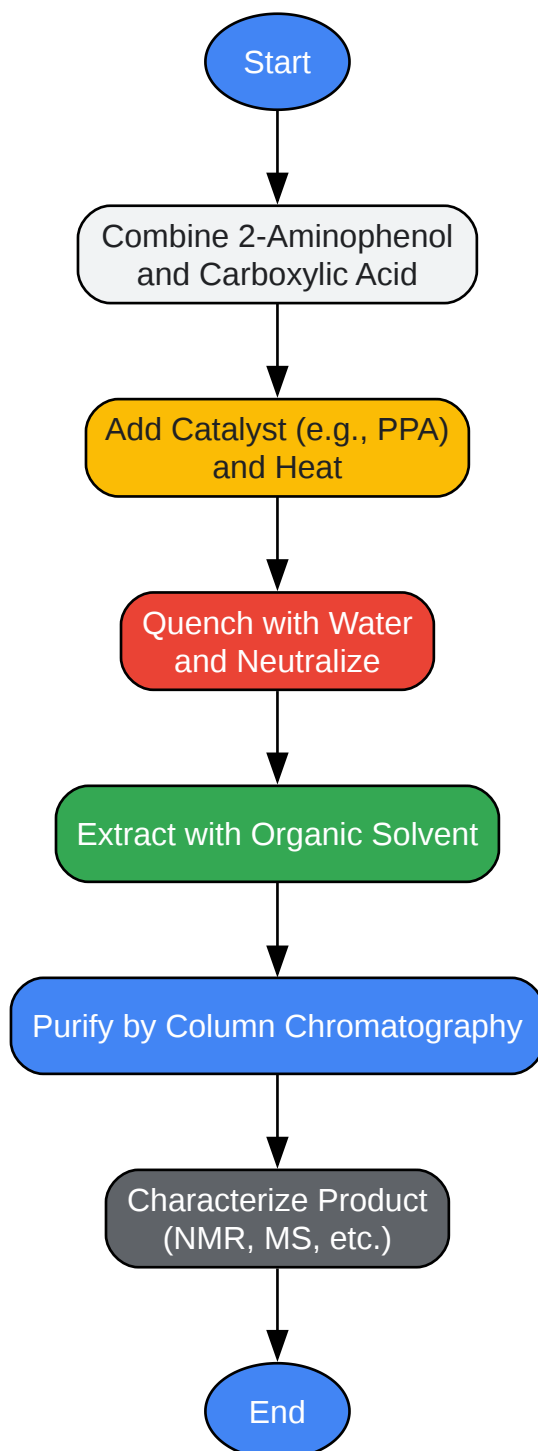 Start
Combine 2-Aminophenol
and Carboxylic Acid
Add Catalyst (e.g., PPA)
and Heat
Quench with Water
and Neutralize
Extract with Organic Solvent
Purify by Column Chromatography
Characterize Product
(NMR, MS, etc.)
End